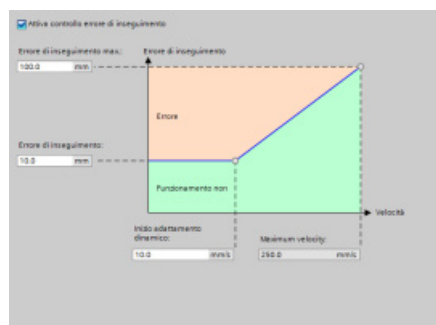 Attiva controllo errore di inseguimento
Errore di inseguimento max.:
Errore di inseguimento
100.0 mm
Errore
Errore di inseguimento:
10.0 mm
Funzionamento non
Velocità
Inizio adattamento
dinamico:
Maximum velocity:
10.0 mm/s
250.0 mm/s